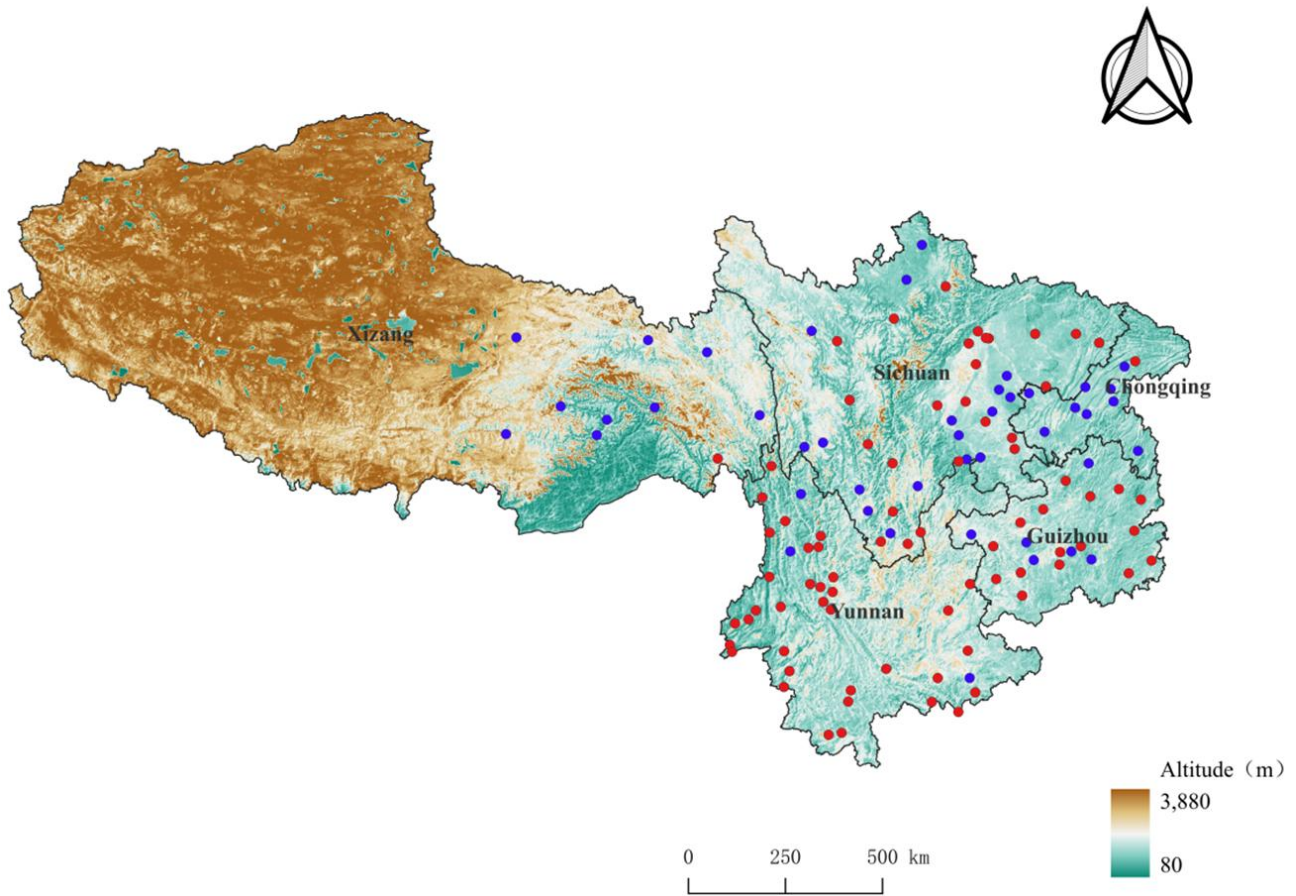 Xizang
Sichuan
Chongqing
Guizhou
Yunnan
Altitude（m）
3,880
80
0 250 500 km